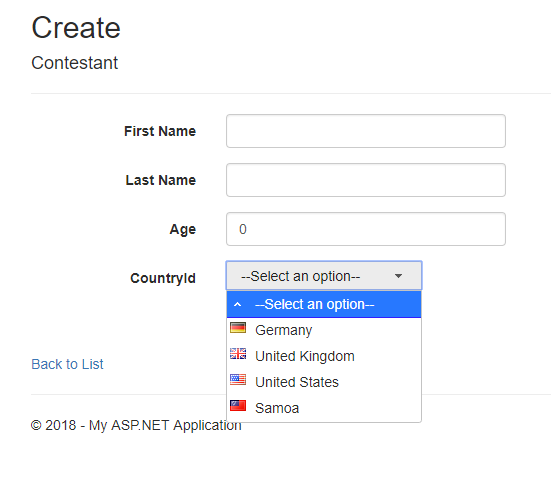 Create
Contestant
First Name
Last Name
Age 0
CountryId --Select an option--
--Select an option--
Germany
United Kingdom
Back to List
United States
Samoa
© 2018 - My ASP.NET Application